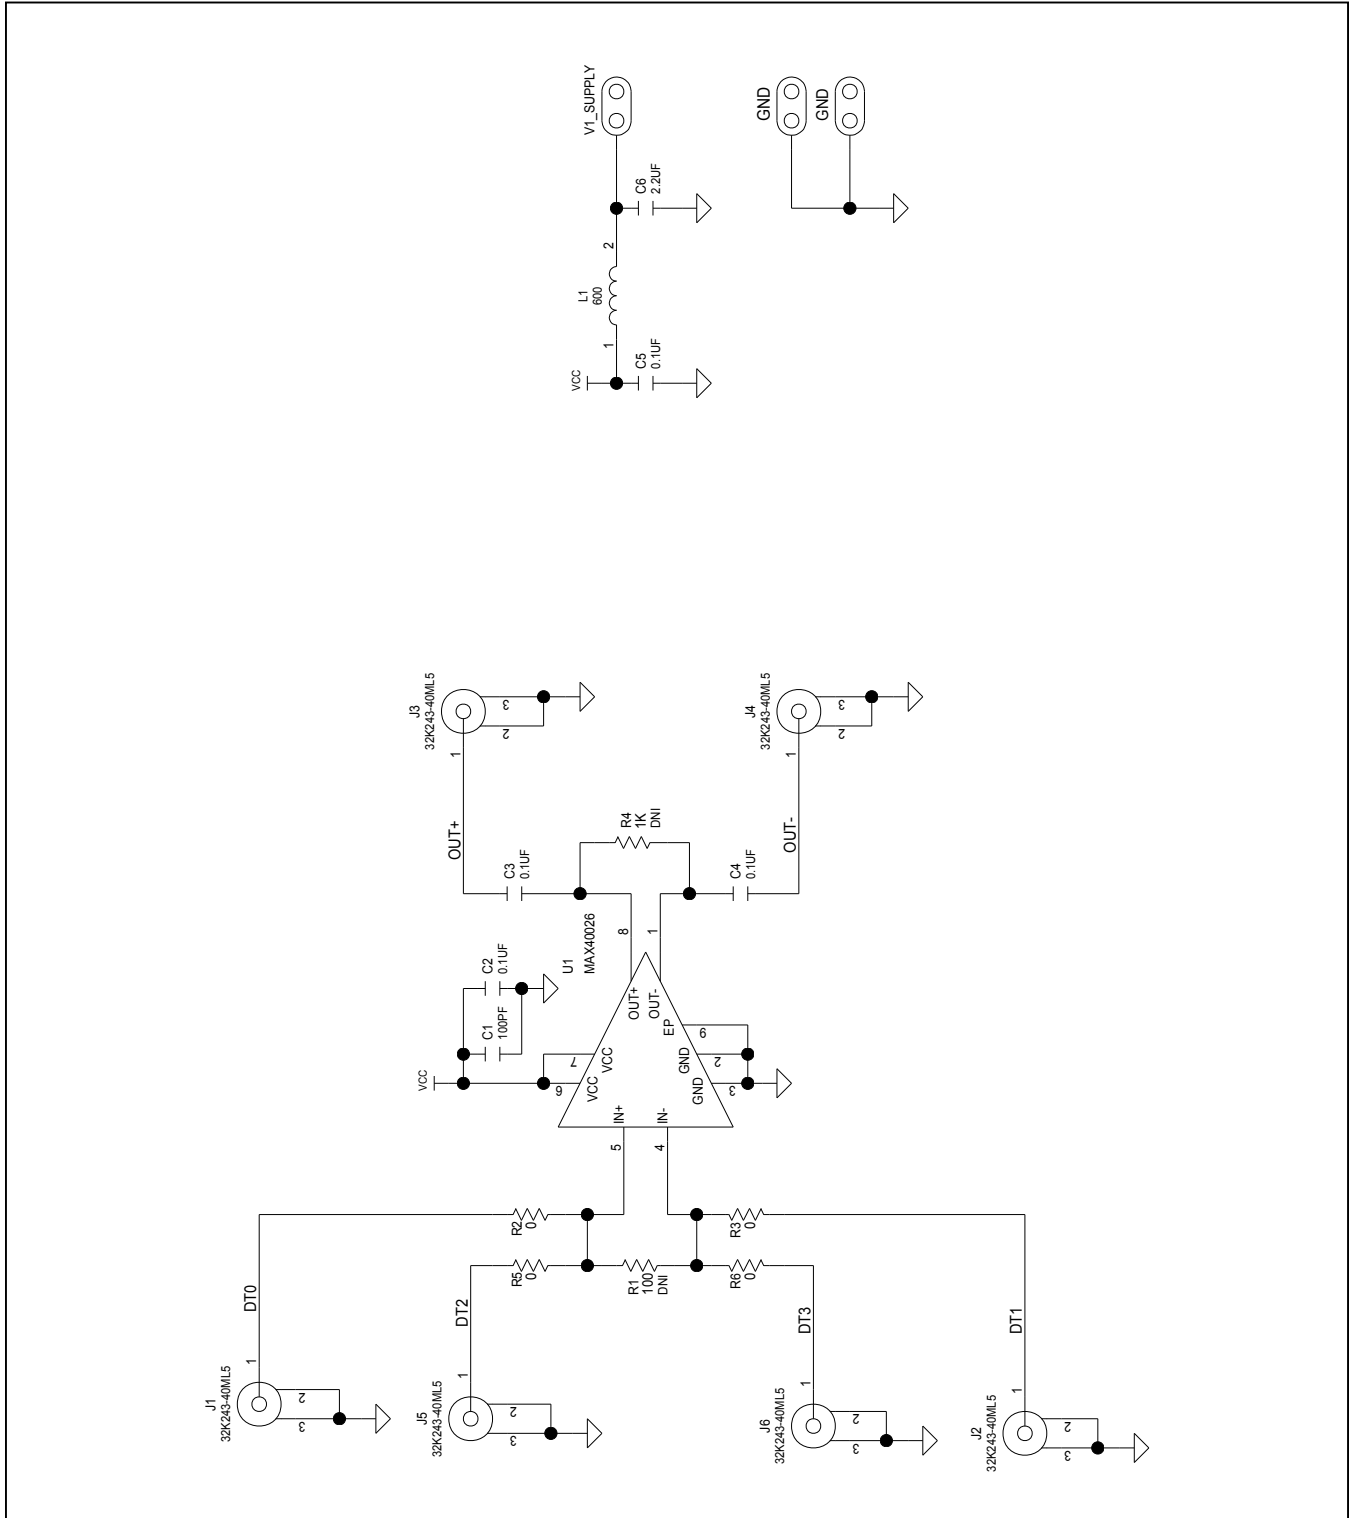 V1_SUPPLY
GND
GND
C6
2.2UF
2
L1
600
1
VCC
C5
0.1UF
J3
32K243-40ML5
3
2
1
OUT+
J4
32K243-40ML5
3
2
1
OUT-
R4
1K
DNI
C3
0.1UF
C4
0.1UF
U1
MAX40026
8
1
C2
0.1UF
C1
100PF
VCC
OUT+
OUT-
EP
9
7
VCC
GND
2
6
VCC
GND
3
IN+
IN-
5
4
R2
0
R3
0
R5
0
R1
100
DNI
R6
0
DT0
DT2
DT3
DT1
1
J1
32K243-40ML5
2
3
1
J5
32K243-40ML5
2
3
1
J6
32K243-40ML5
2
3
1
J2
32K243-40ML5
2
3